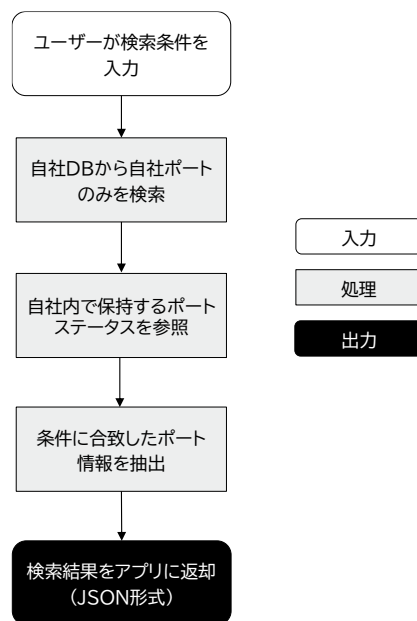 ユーザーが検索条件を
入力
自社DBから自社ポート
のみを検索
自社内で保持するポート
ステータスを参照
条件に合致したポート
情報を抽出
検索結果をアプリに返却
（JSON形式）
入力
処理
出力